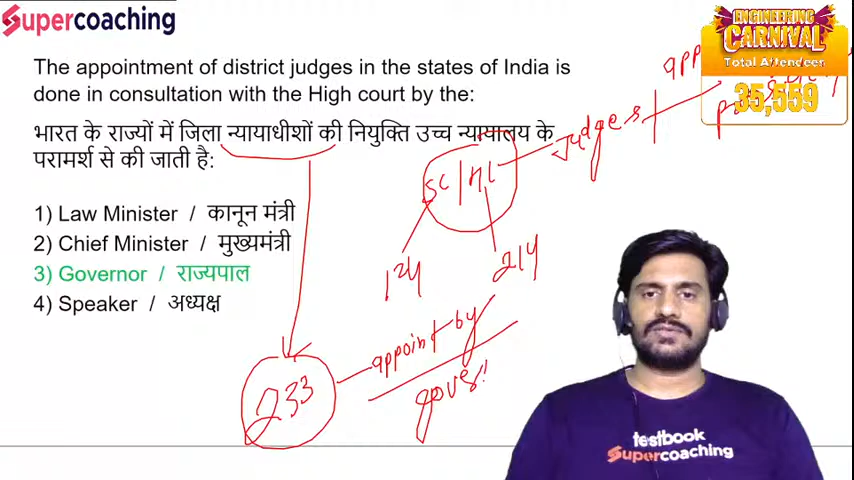 Supercoaching
ENGINEERING
CARNIVAL
Total Attendees
35,559
The appointment of district judges in the states of India is
done in consultation with the High court by the:
भारत के राज्यों में जिला न्यायाधीशों की नियुक्ति उच्च न्यायालय के
परामर्श से की जाती है:
1) Law Minister / कानून मंत्री
2) Chief Minister / मुख्यमंत्री
3) Governor / राज्यपाल
4) Speaker / अध्यक्ष
SC/HC
Judges
124
214
233
appoint by
testbook
Supercoaching